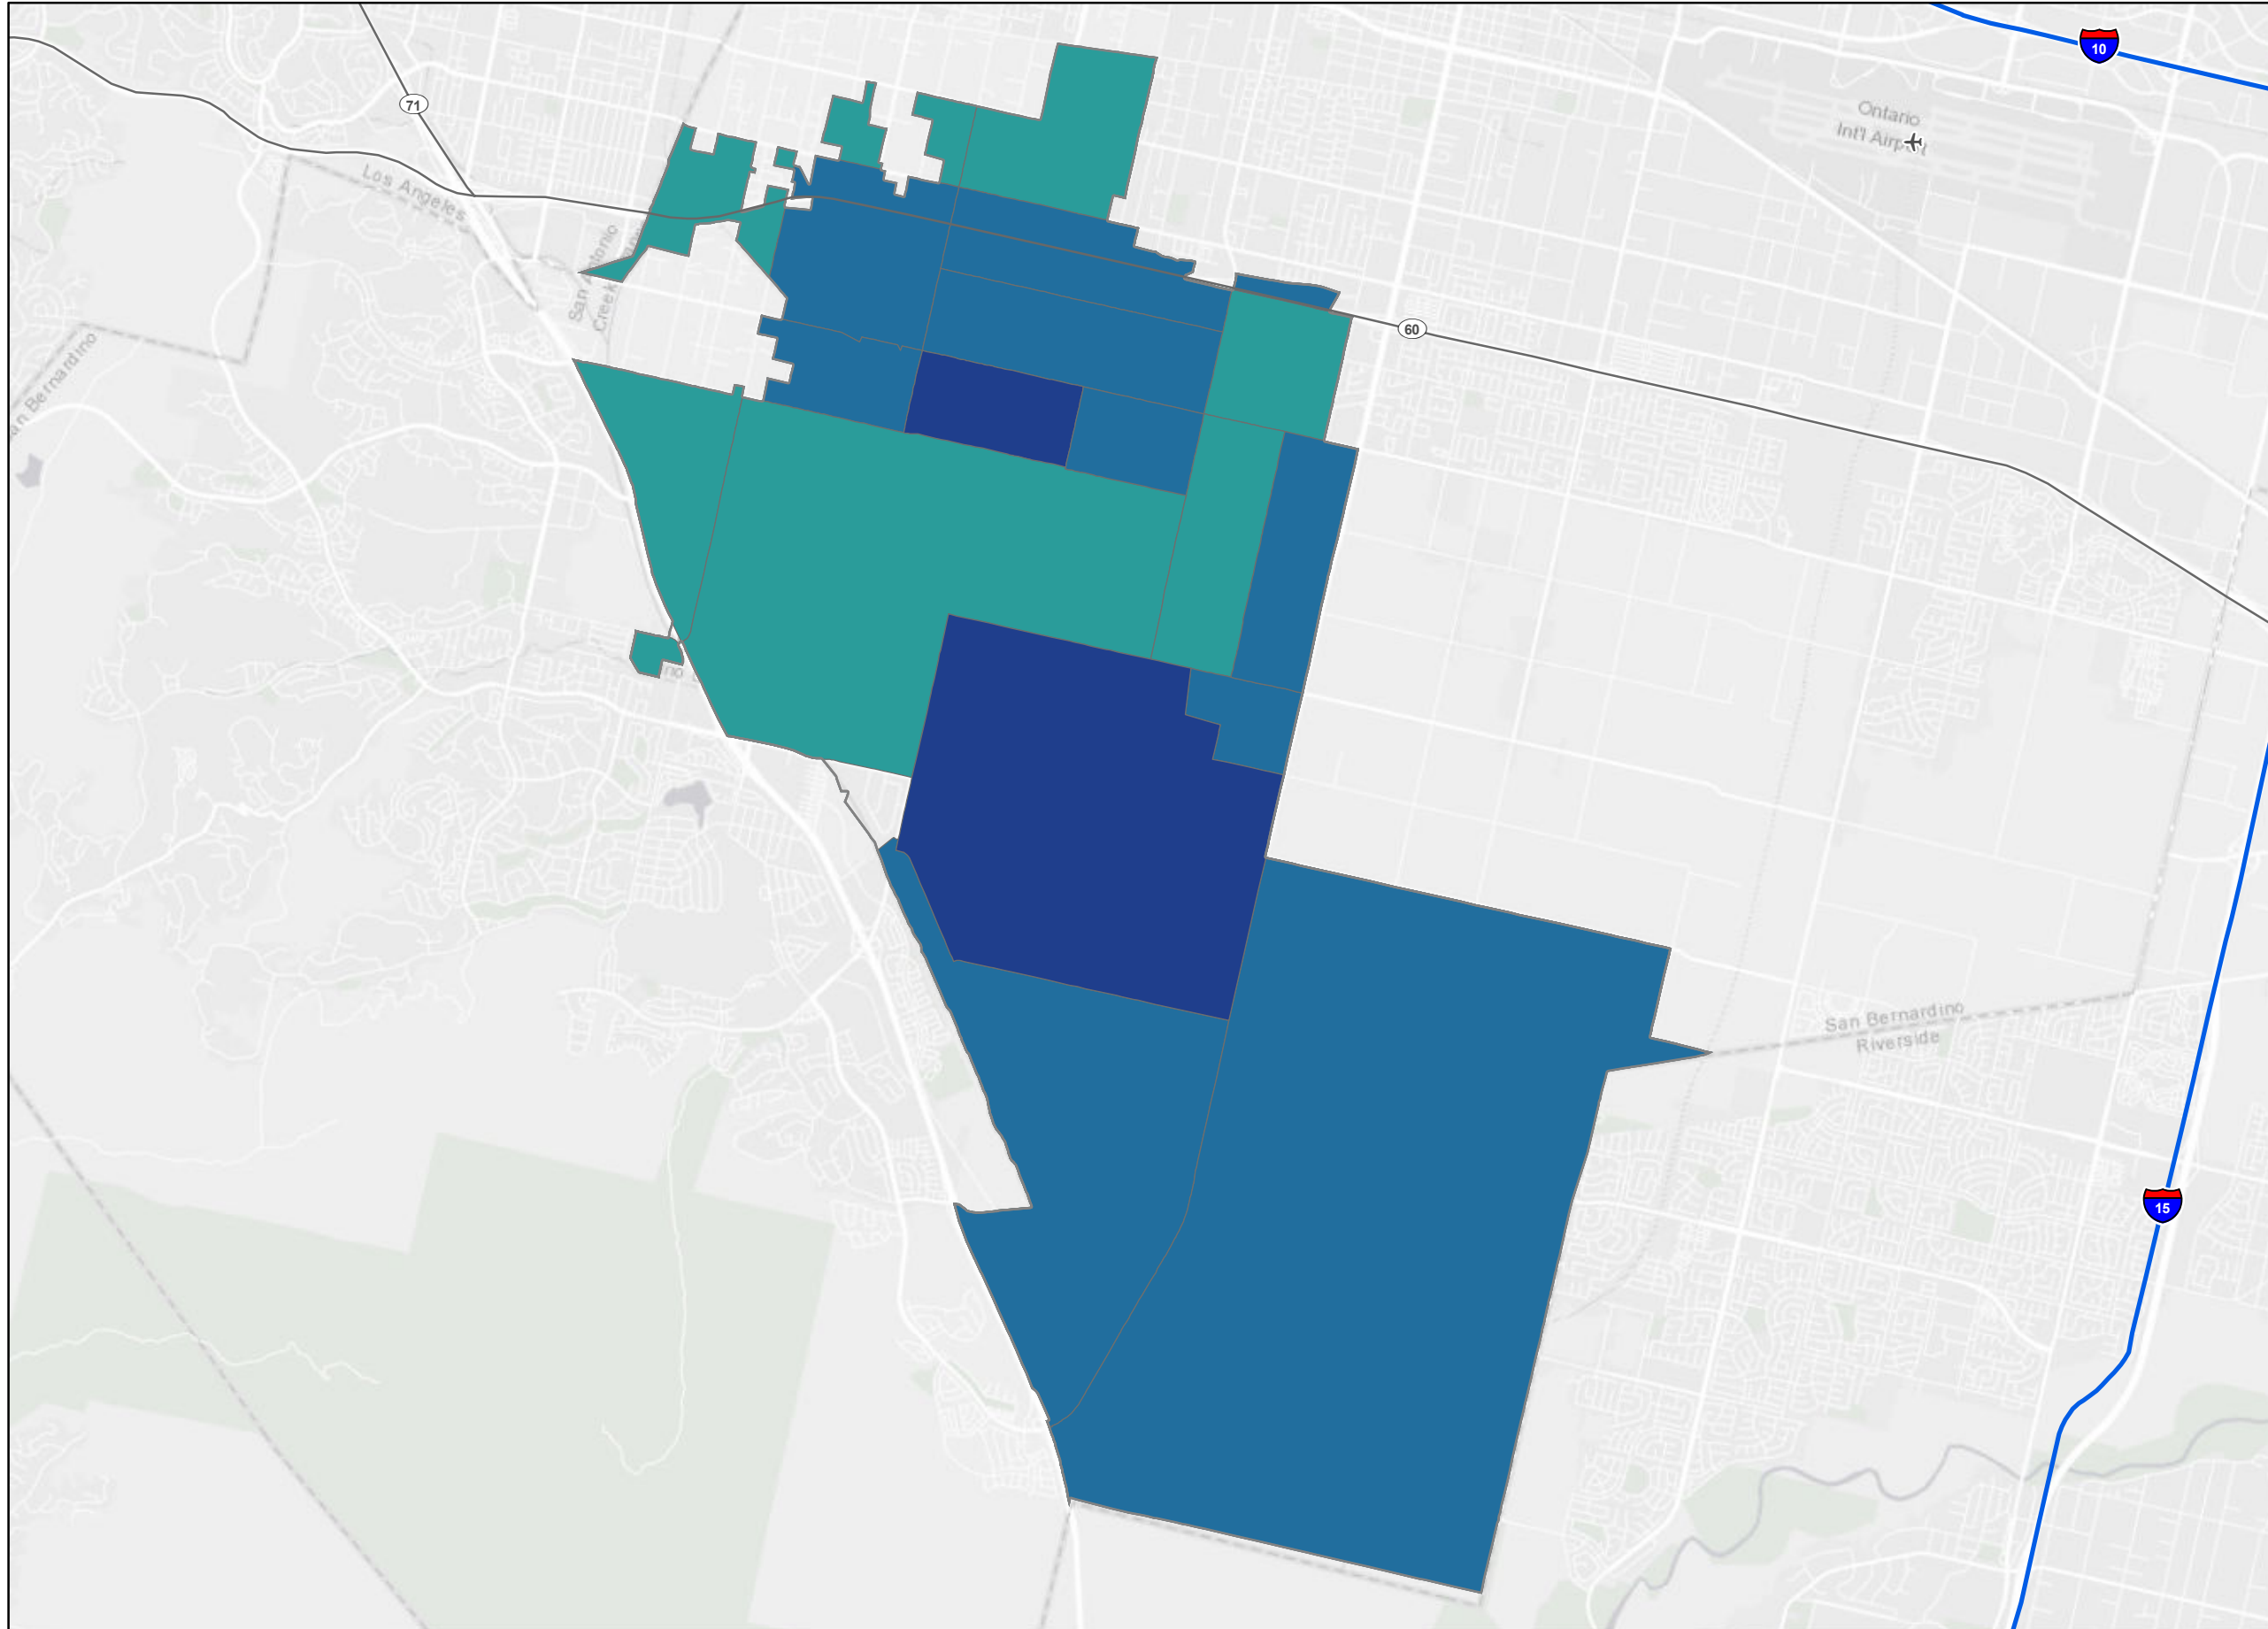 10
71
Ontario
Int'l Airport
Los Angeles
San Antonio
Creek
60
San Bernardino
San Bernardino
Riverside
15